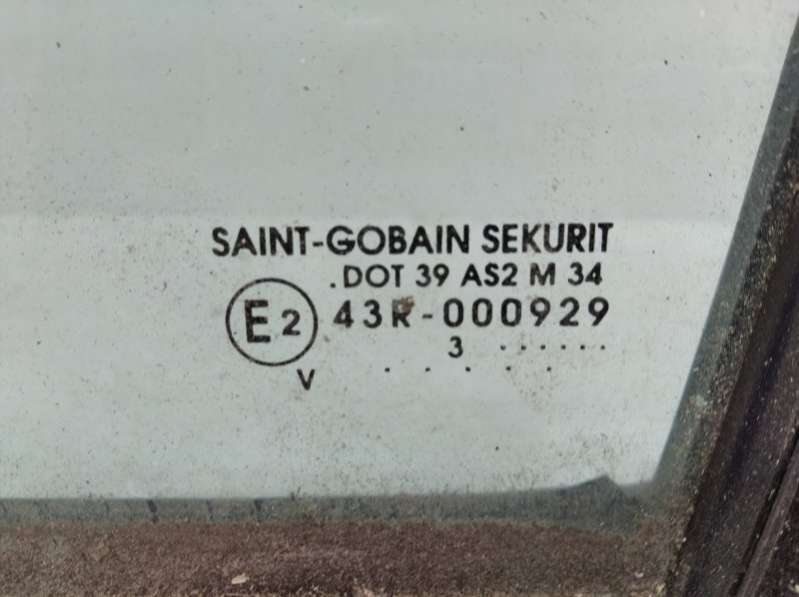 SAINT-GOBAIN SEKURIT
.DOT 39 AS2 M 34
E2 43R-000929
3 ......
V . . . . .